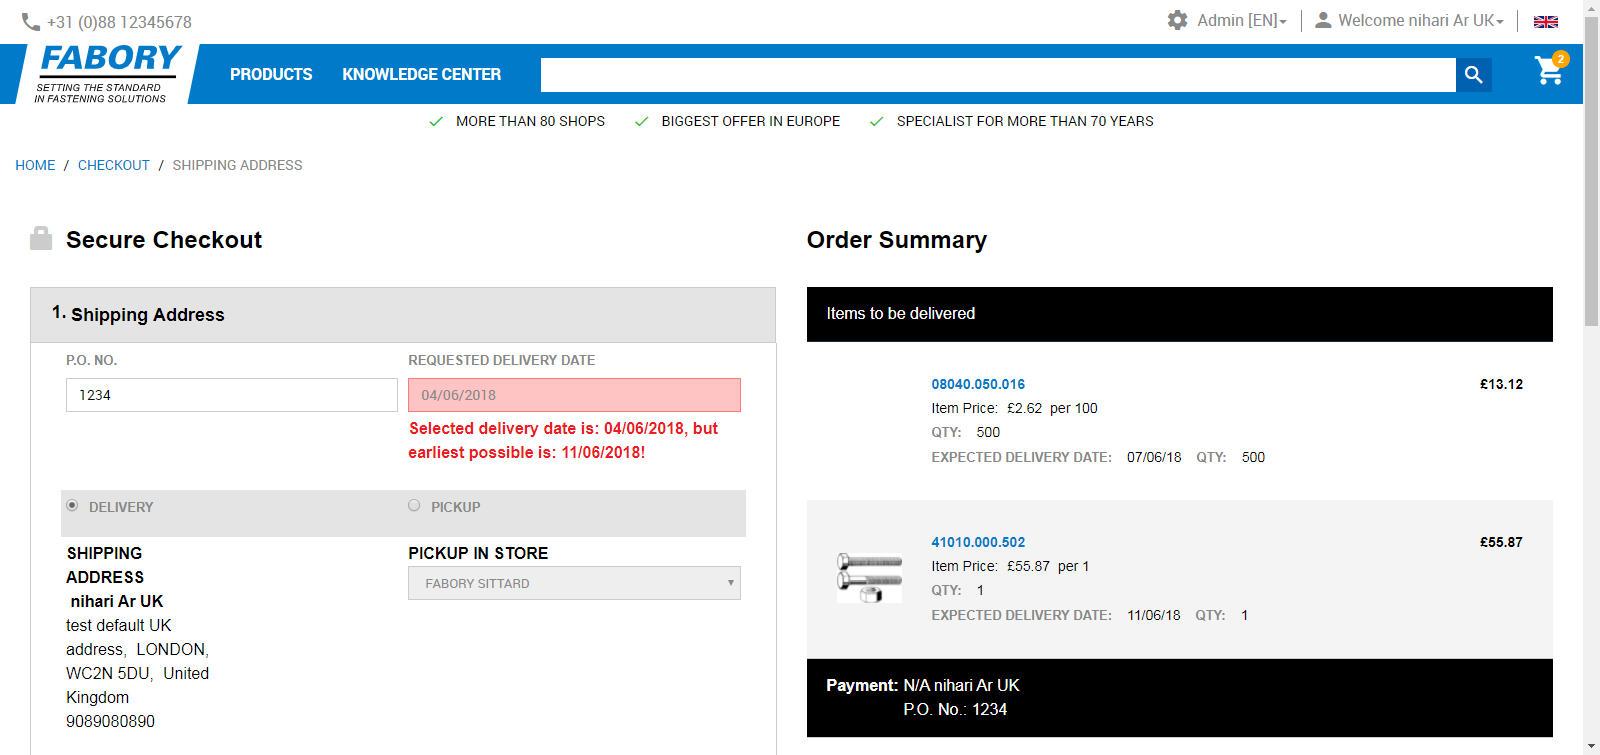 +31 (0)88 12345678
Admin [EN]
Welcome nihari Ar UK
FABORY
SETTING THE STANDARD
IN FASTENING SOLUTIONS
PRODUCTS
KNOWLEDGE CENTER
2
MORE THAN 80 SHOPS
BIGGEST OFFER IN EUROPE
SPECIALIST FOR MORE THAN 70 YEARS
HOME / CHECKOUT / SHIPPING ADDRESS
Secure Checkout
1. Shipping Address
P.O. NO.
1234
REQUESTED DELIVERY DATE
04/06/2018
Selected delivery date is: 04/06/2018, but
earliest possible is: 11/06/2018!
DELIVERY
PICKUP
SHIPPING
ADDRESS
nihari Ar UK
test default UK
address, LONDON,
WC2N 5DU, United
Kingdom
9089080890
PICKUP IN STORE
FABORY SITTARD
Order Summary
Items to be delivered
08040.050.016 £13.12
Item Price: £2.62 per 100
QTY: 500
EXPECTED DELIVERY DATE: 07/06/18 QTY: 500
41010.000.502 £55.87
Item Price: £55.87 per 1
QTY: 1
EXPECTED DELIVERY DATE: 11/06/18 QTY: 1
Payment: N/A nihari Ar UK
P.O. No.: 1234